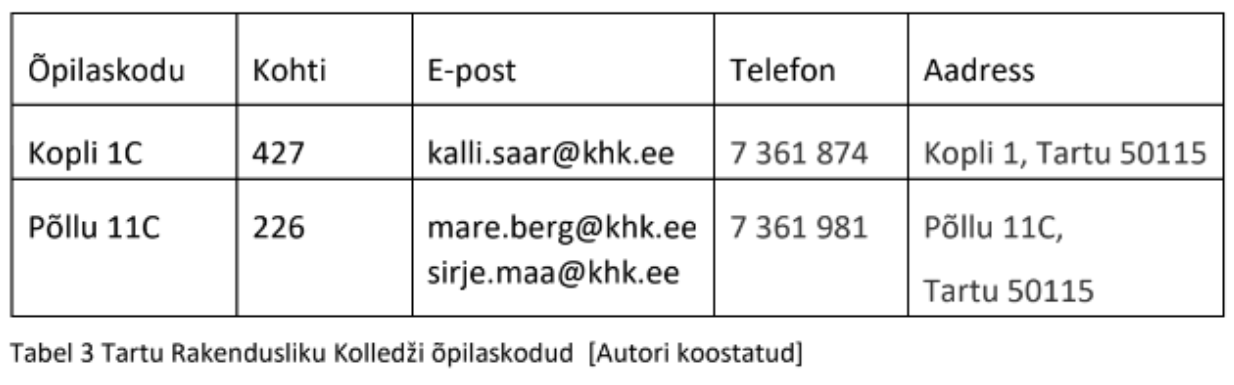 Õpilaskodu Kohti E-post Telefon Aadress
Kopli 1C 427 kalli.saar@khk.ee 7 361 874 Kopli 1, Tartu 50115
Põllu 11C 226 mare.berg@khk.ee 7 361 981 Põllu 11C,
sirje.maa@khk.ee
Tartu 50115
Tabel 3 Tartu Rakendusliku Kolledži õpilaskodud [Autori koostatud]